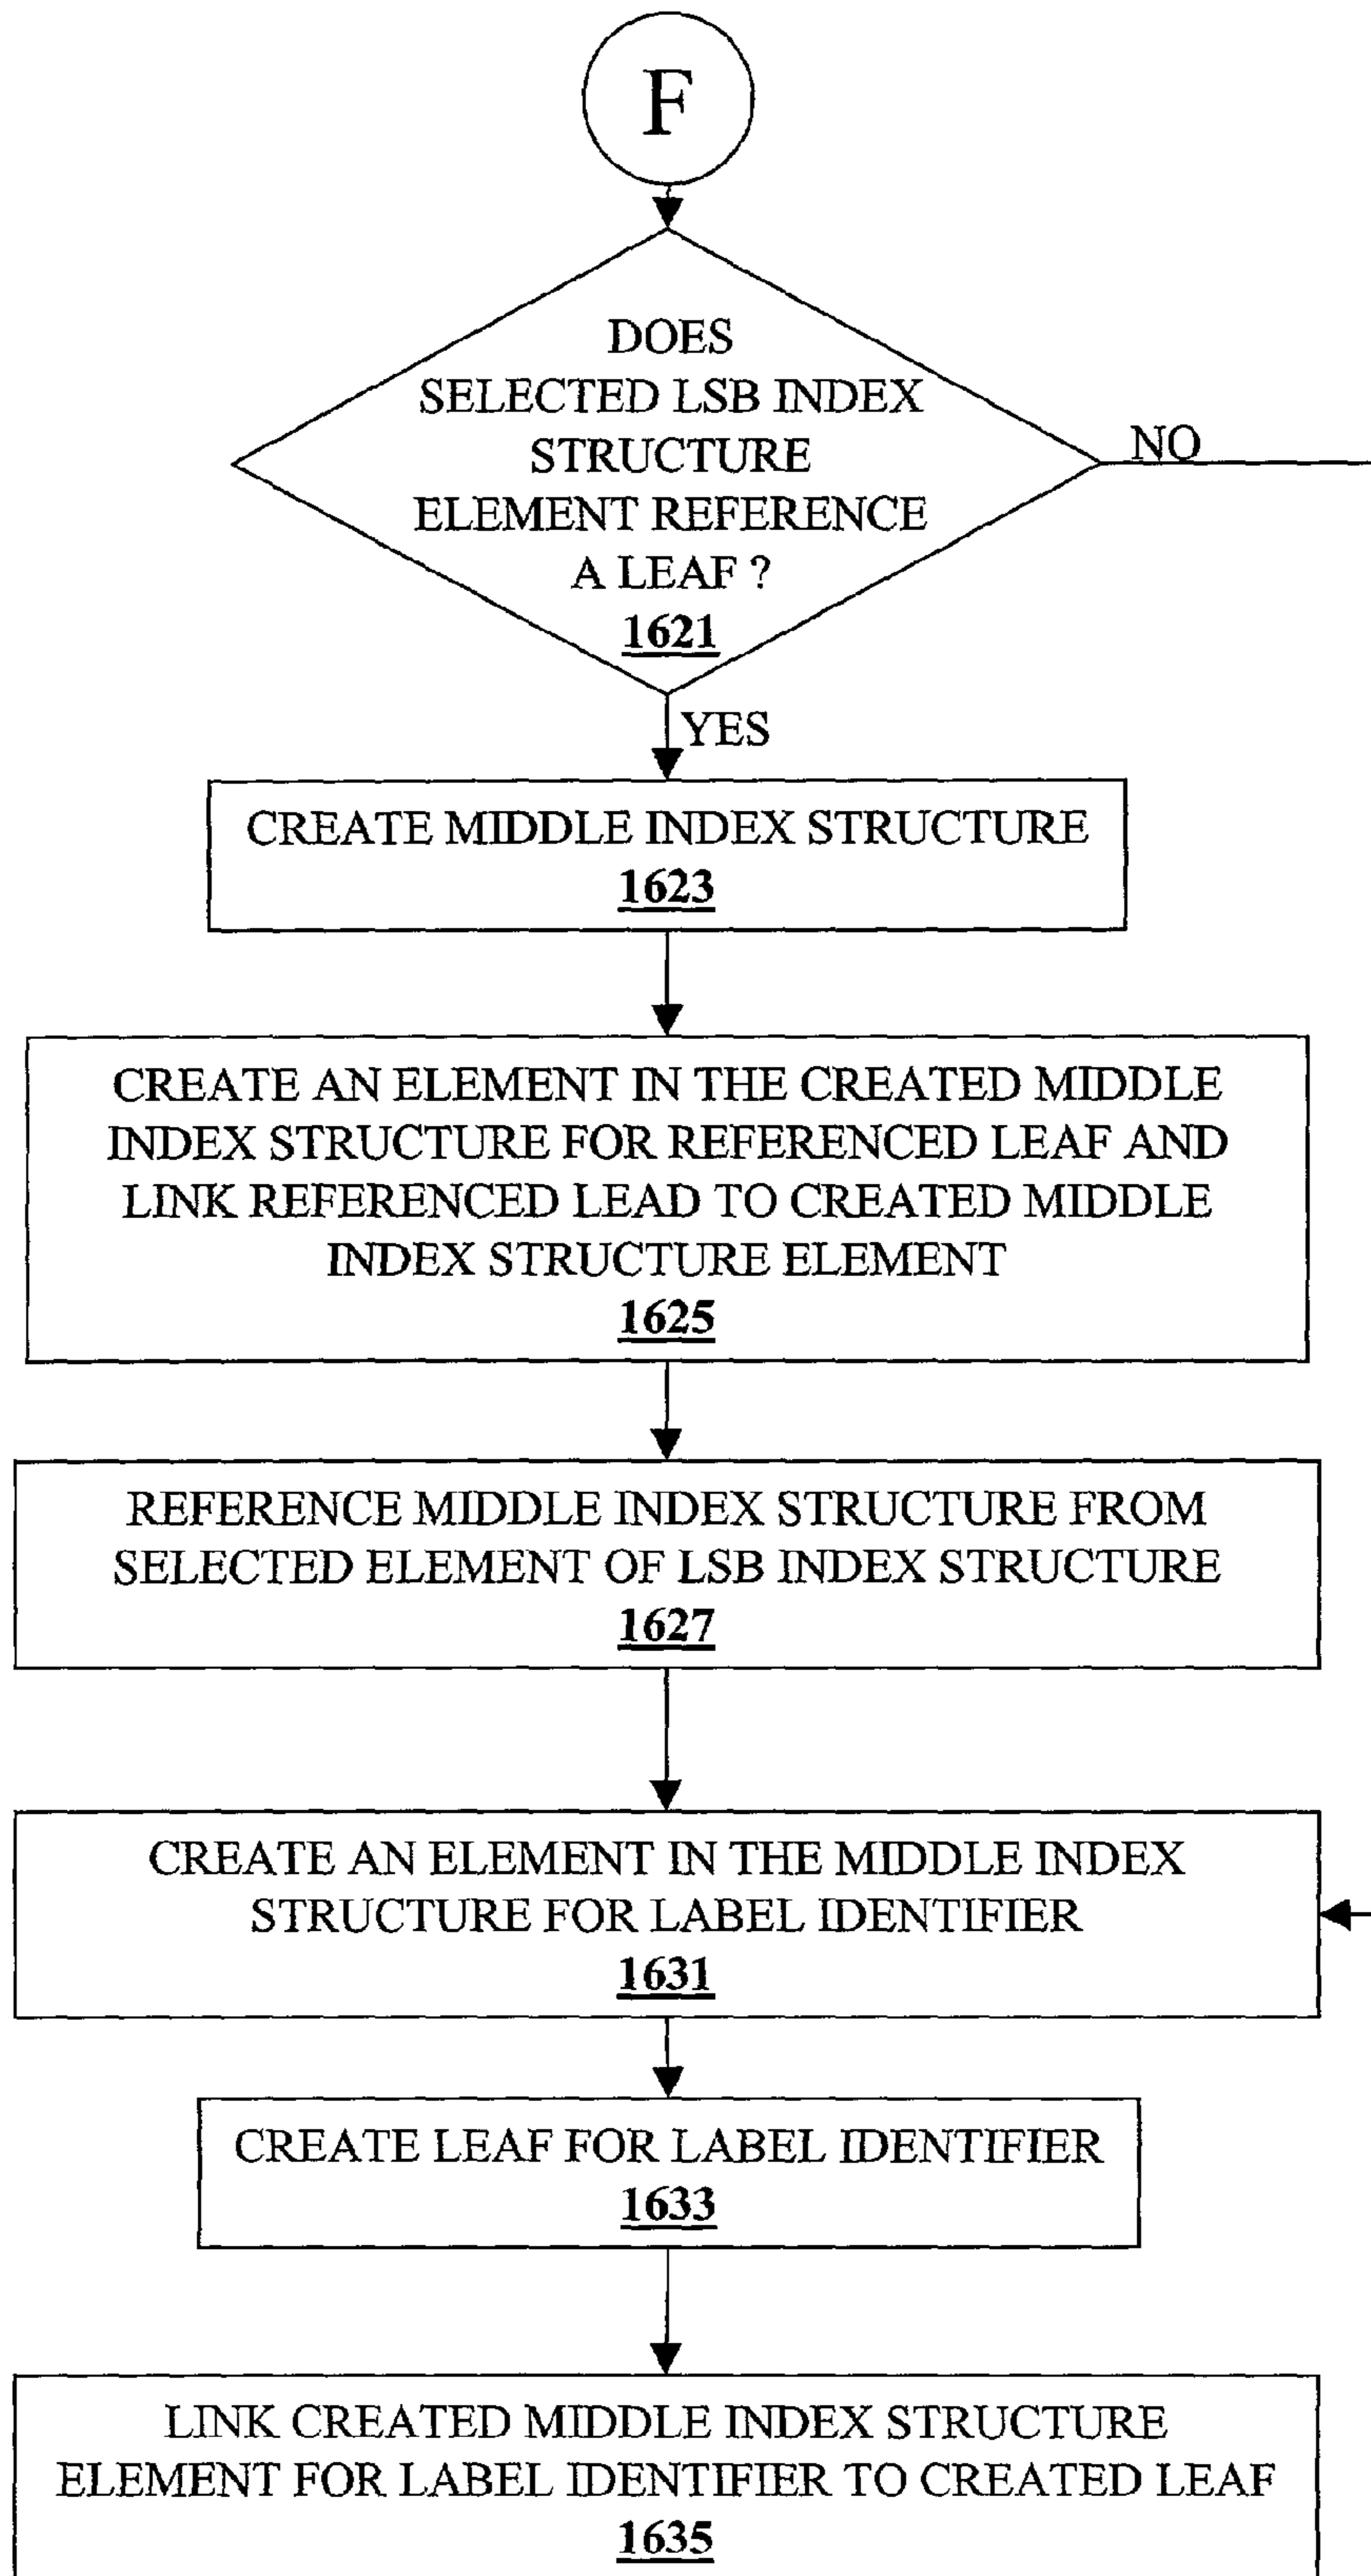 F
DOES
SELECTED LSB INDEX
STRUCTURE
ELEMENT REFERENCE
A LEAF ?
1621
NO
YES
CREATE MIDDLE INDEX STRUCTURE
1623
CREATE AN ELEMENT IN THE CREATED MIDDLE
INDEX STRUCTURE FOR REFERENCED LEAF AND
LINK REFERENCED LEAD TO CREATED MIDDLE
INDEX STRUCTURE ELEMENT
1625
REFERENCE MIDDLE INDEX STRUCTURE FROM
SELECTED ELEMENT OF LSB INDEX STRUCTURE
1627
CREATE AN ELEMENT IN THE MIDDLE INDEX
STRUCTURE FOR LABEL IDENTIFIER
1631
CREATE LEAF FOR LABEL IDENTIFIER
1633
LINK CREATED MIDDLE INDEX STRUCTURE
ELEMENT FOR LABEL IDENTIFIER TO CREATED LEAF
1635